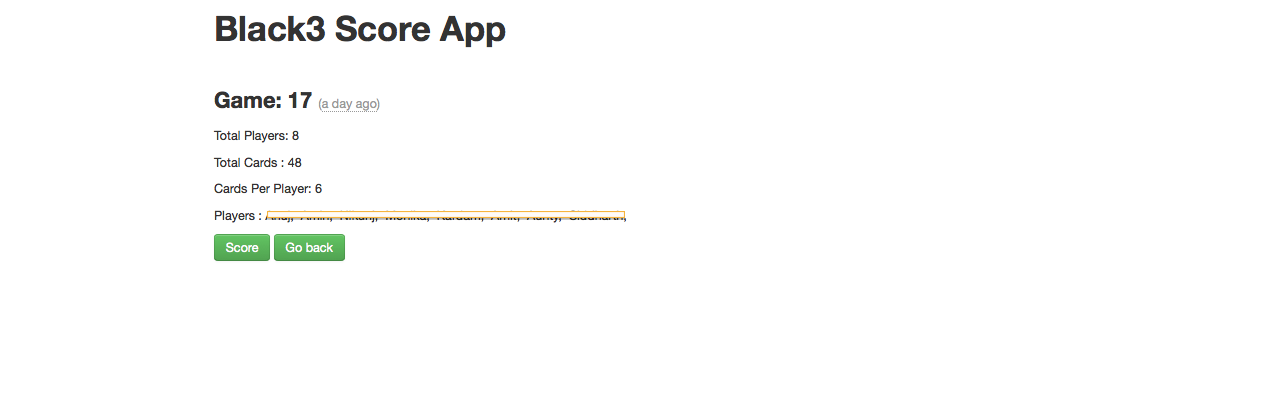 Black3 Score App
Game: 17 (a day ago)
Total Players: 8
Total Cards : 48
Cards Per Player: 6
Players :
Score Go back